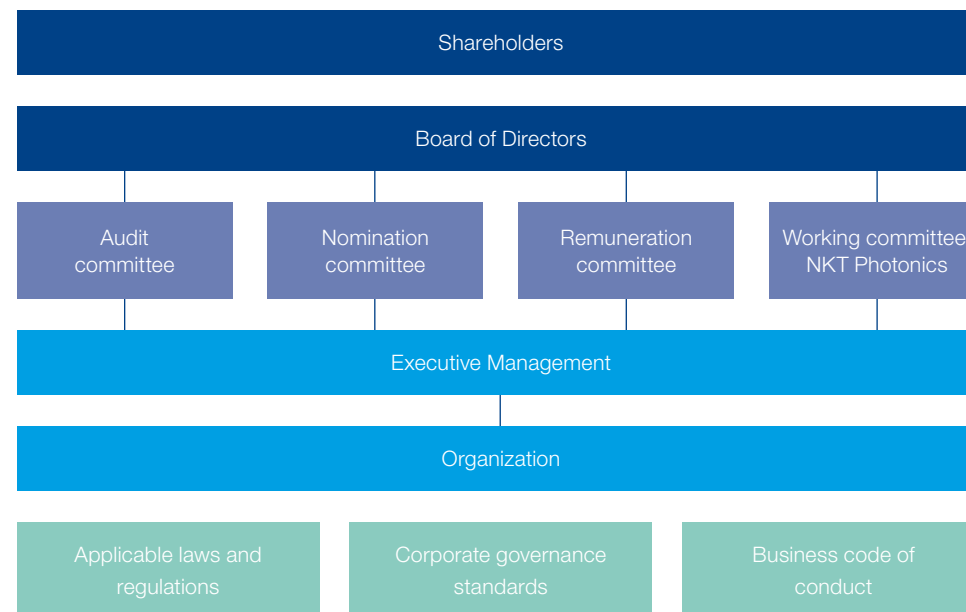 Shareholders
Board of Directors
Audit
committee
Nomination
committee
Remuneration
committee
Working committee
NKT Photonics
Executive Management
Organization
Applicable laws and
regulations
Corporate governance
standards
Business code of
conduct